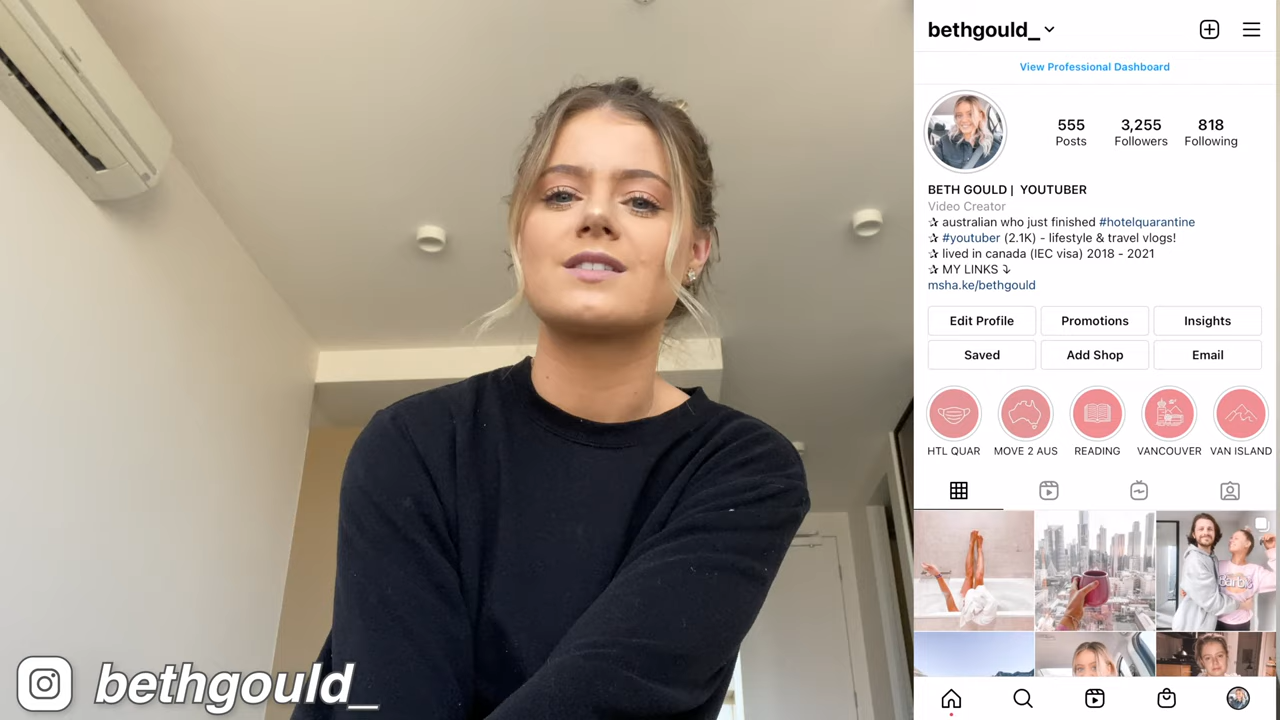 bethgould_
View Professional Dashboard
555 3,255 818
Posts Followers Following
BETH GOULD | YOUTUBER
Video Creator
✰ australian who just finished #hotelquarantine
✰ #youtuber (2.1K) - lifestyle & travel vlogs!
✰ lived in canada (IEC visa) 2018 - 2021
✰ MY LINKS ⤵
msha.ke/bethgould
Edit Profile Promotions Insights
Saved Add Shop Email
HTL QUAR MOVE 2 AUS READING VANCOUVER VAN ISLAND
Barbie
bethgould_